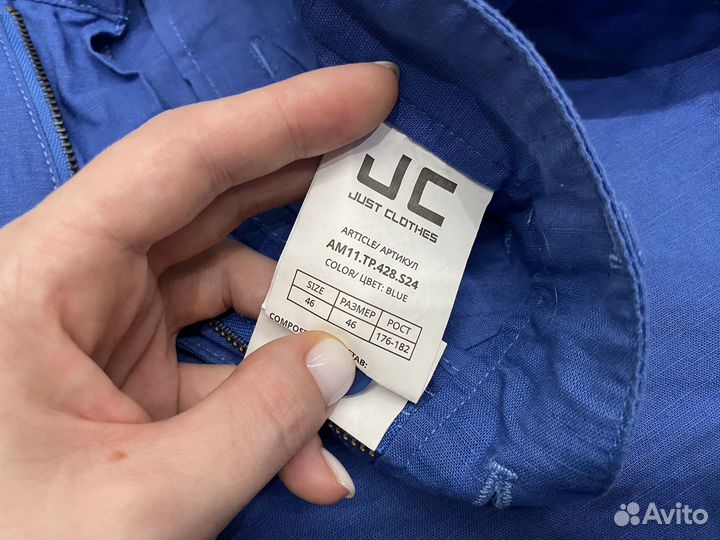 JC
JUST CLOTHES
ARTICLE/ АРТИКУЛ
AM11.TP.428.S24
COLOR/ ЦВЕТ: BLUE
SIZE РАЗМЕР РОСТ
46 46 176-182
Avito